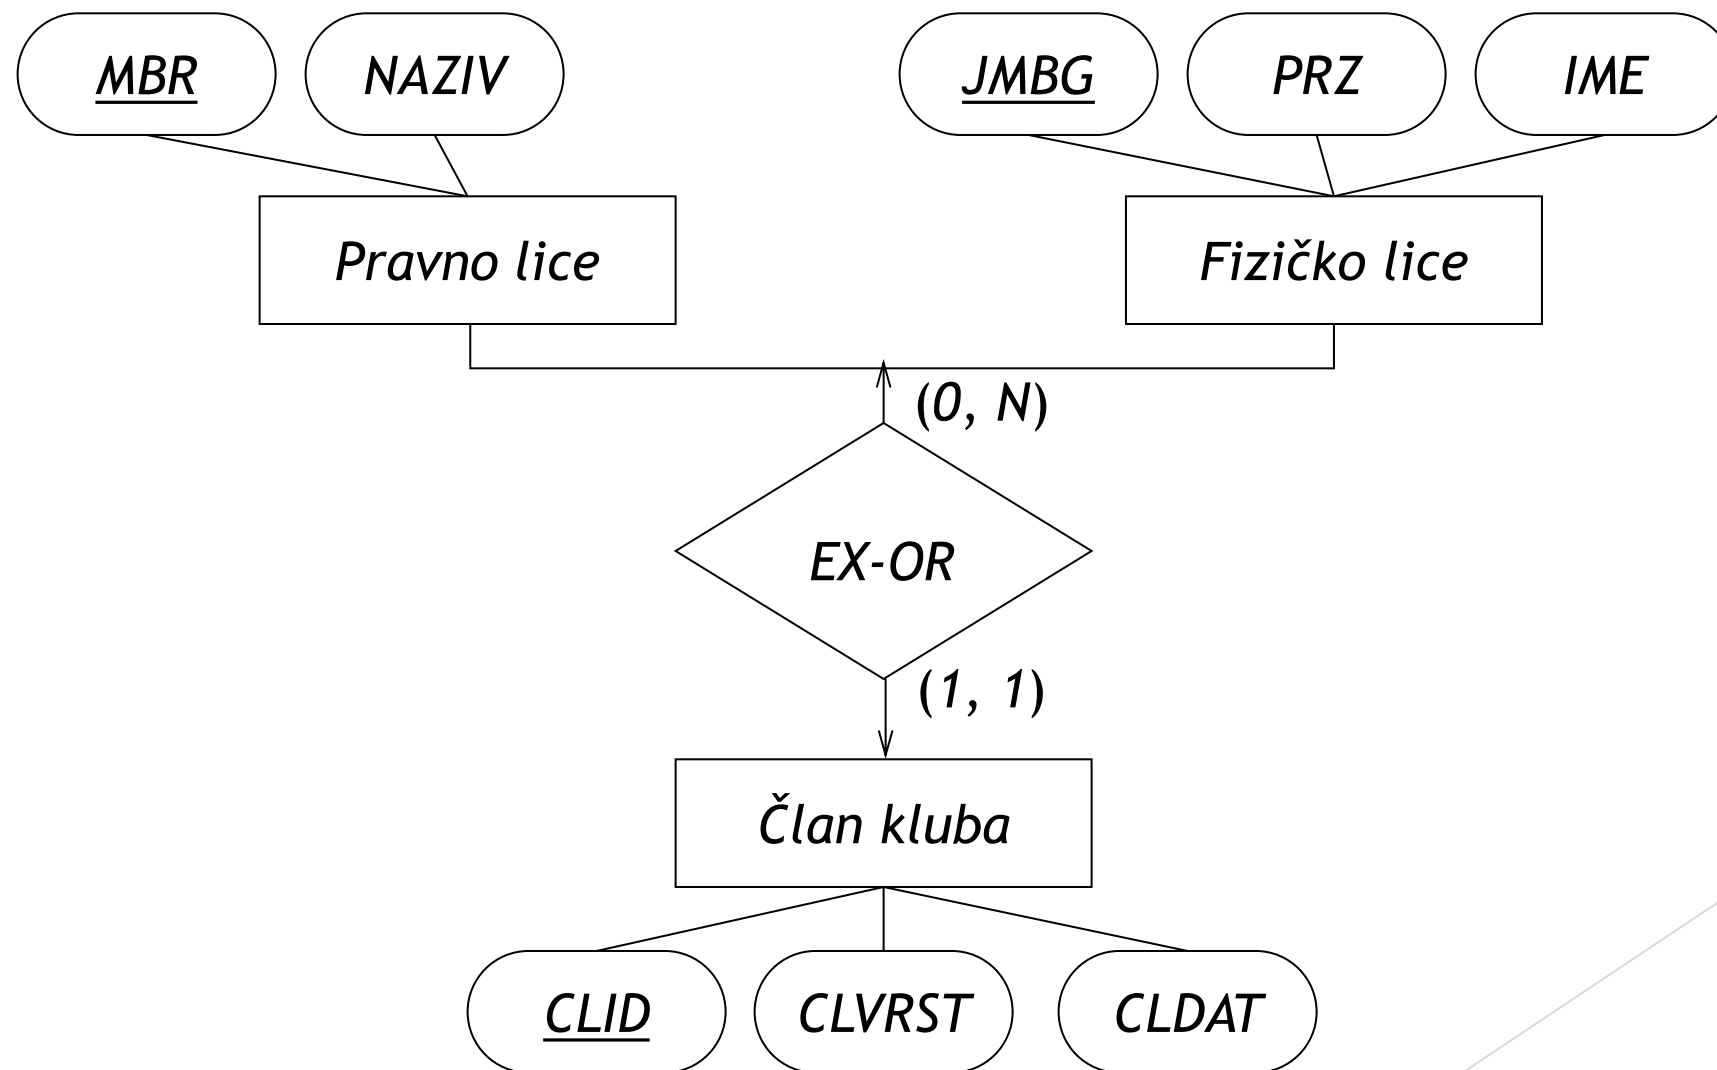 MBR NAZIV JMBG PRZ IME
Pravno lice Fizičko lice
(0, N)
EX-OR
(1, 1)
Član kluba
CLID CLVRST CLDAT